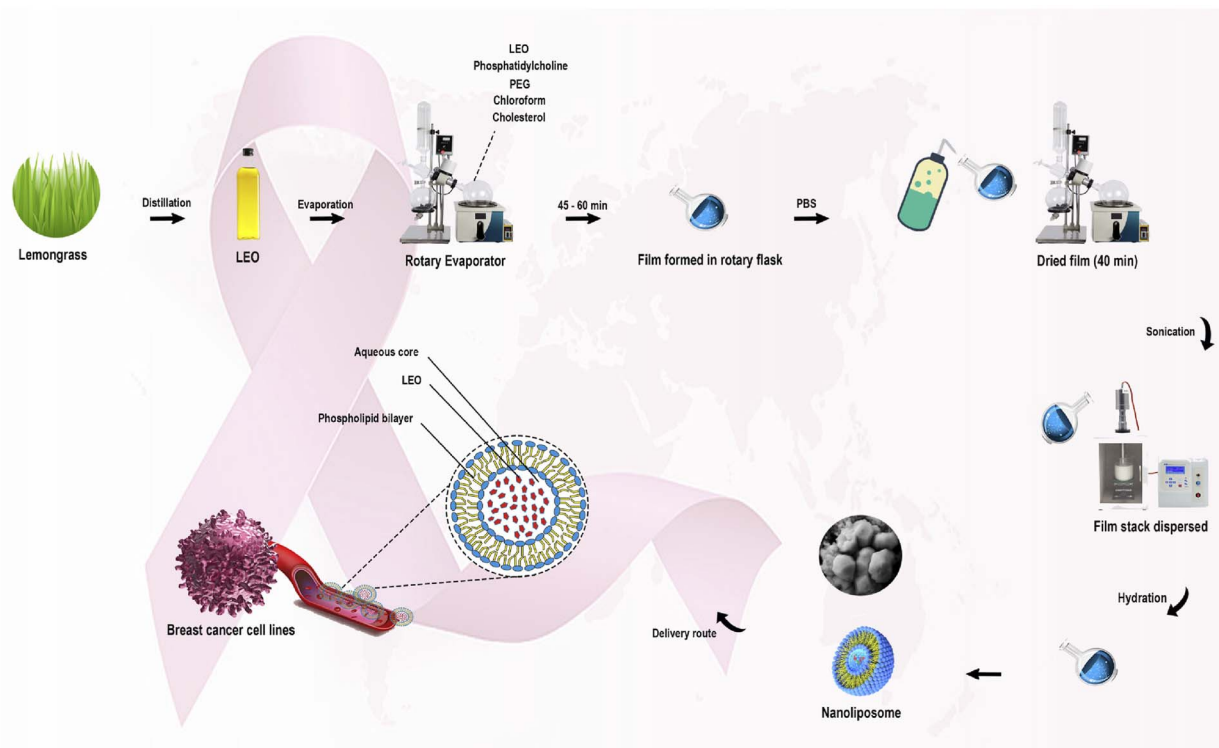 LEO
Phosphatidylcholine
PEG
Chloroform
Cholesterol
Distillation
Evaporation
45 - 60 min
PBS
Lemongrass
LEO
Rotary Evaporator
Film formed in rotary flask
Dried film (40 min)
Sonication
Aqueous core
LEO
Phospholipid bilayer
Film stack dispersed
Hydration
Breast cancer cell lines
Delivery route
Nanoliposome